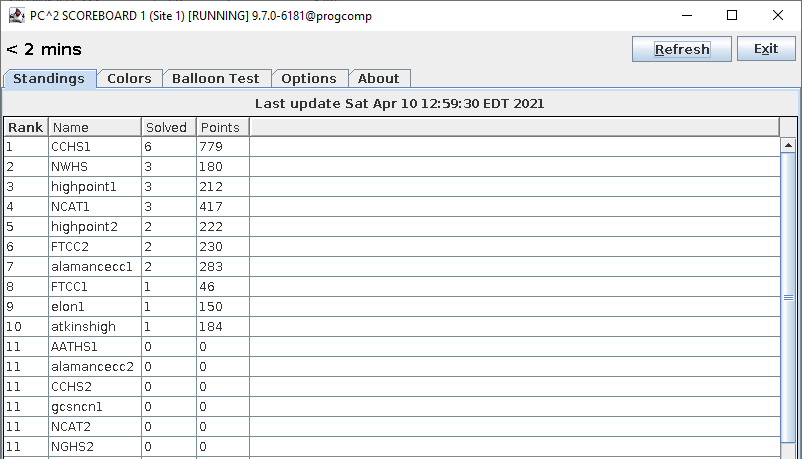 PC^2 SCOREBOARD 1 (Site 1) [RUNNING] 9.7.0-6181@progcomp
< 2 mins Refresh Exit
Standings Colors Balloon Test Options About
Last update Sat Apr 10 12:59:30 EDT 2021
Rank Name Solved Points
1 CCHS1 6 779
2 NWHS 3 180
3 highpoint1 3 212
4 NCAT1 3 417
5 highpoint2 2 222
6 FTCC2 2 230
7 alamancecc1 2 283
8 FTCC1 1 46
9 elon1 1 150
10 atkinshigh 1 184
11 AATHS1 0 0
11 alamancecc2 0 0
11 CCHS2 0 0
11 gcsncn1 0 0
11 NCAT2 0 0
11 NGHS2 0 0